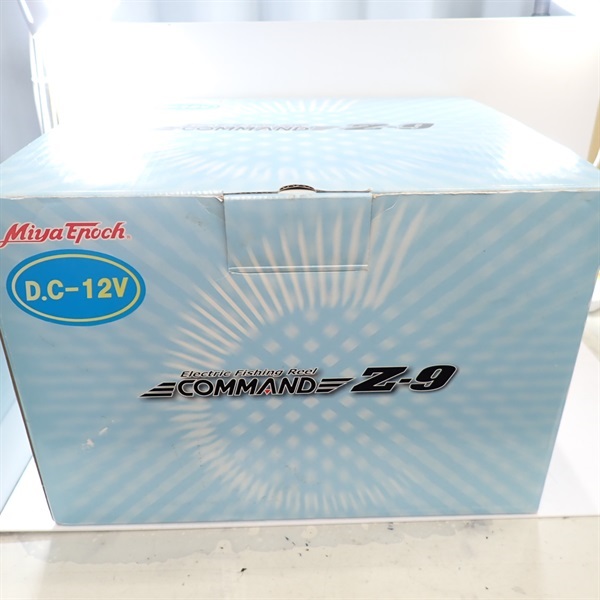 COMMAND Z-9
Miya Epoch
D.C-12V
Electric Fishing Reel
COMMAND Z-9